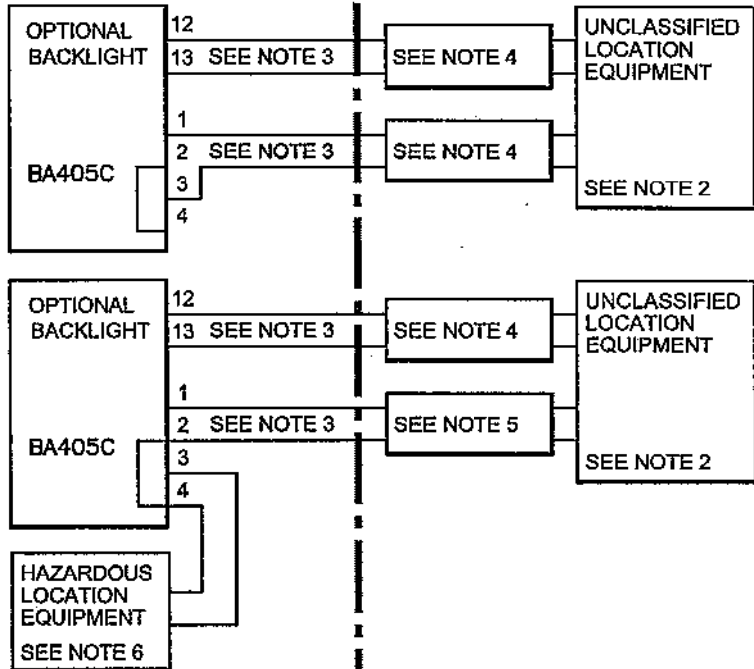 OPTIONAL
BACKLIGHT
12
13
SEE NOTE 3
SEE NOTE 4
UNCLASSIFIED
LOCATION
EQUIPMENT
1
2
SEE NOTE 3
SEE NOTE 4
BA405C
3
4
SEE NOTE 2
OPTIONAL
BACKLIGHT
12
13
SEE NOTE 3
SEE NOTE 4
UNCLASSIFIED
LOCATION
EQUIPMENT
1
2
SEE NOTE 3
SEE NOTE 5
BA405C
3
4
SEE NOTE 2
HAZARDOUS
LOCATION
EQUIPMENT
SEE NOTE 6